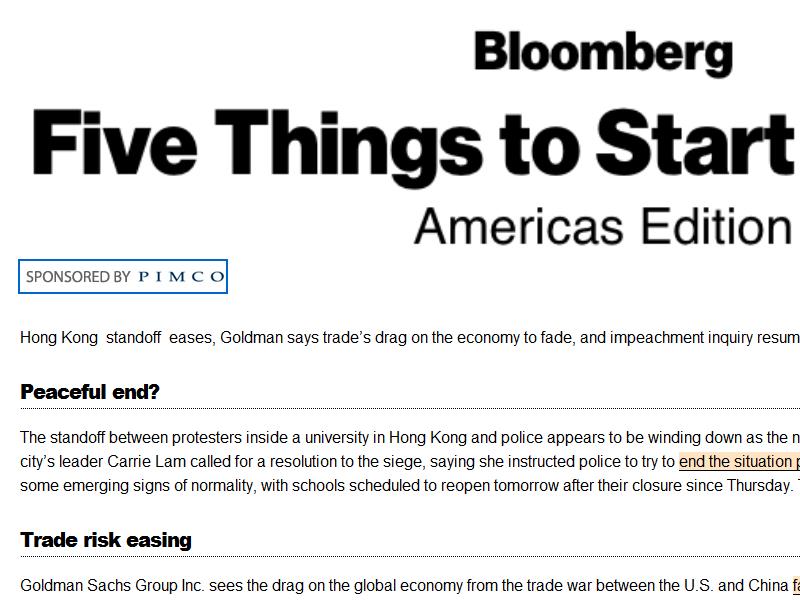 Bloomberg
Five Things to Start
Americas Edition
SPONSORED BY PIMCO
Hong Kong standoff eases, Goldman says trade’s drag on the economy to fade, and impeachment inquiry resum
Peaceful end?
The standoff between protesters inside a university in Hong Kong and police appears to be winding down as the n
city’s leader Carrie Lam called for a resolution to the siege, saying she instructed police to try to end the situation p
some emerging signs of normality, with schools scheduled to reopen tomorrow after their closure since Thursday. T
Trade risk easing
Goldman Sachs Group Inc. sees the drag on the global economy from the trade war between the U.S. and China fa